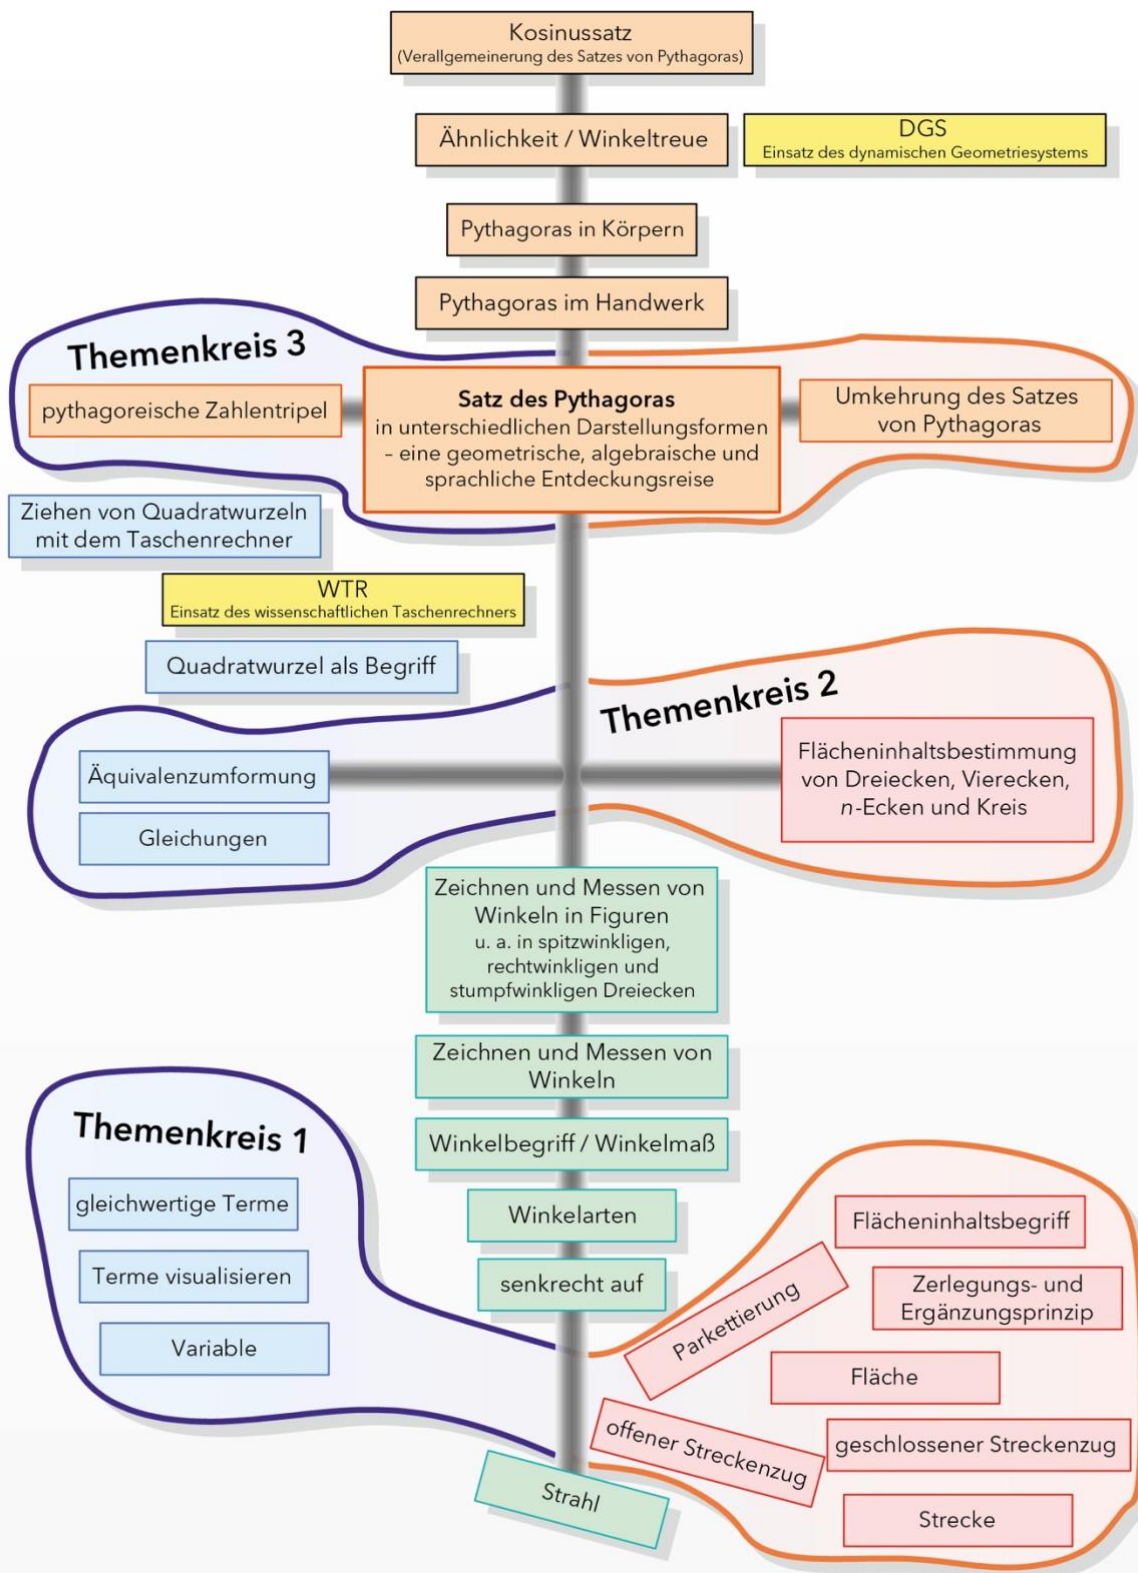 Kosinussatz
(Verallgemeinerung des Satzes von Pythagoras)
Ähnlichkeit / Winkeltreue
DGS
Einsatz des dynamischen Geometriesystems
Pythagoras in Körpern
Pythagoras im Handwerk
Themenkreis 3
pythagoreische Zahlentripel
Satz des Pythagoras
in unterschiedlichen Darstellungsformen
– eine geometrische, algebraische und
sprachliche Entdeckungsreise
Umkehrung des Satzes
von Pythagoras
Ziehen von Quadratwurzeln
mit dem Taschenrechner
WTR
Einsatz des wissenschaftlichen Taschenrechners
Quadratwurzel als Begriff
Themenkreis 2
Äquivalenzumformung
Gleichungen
Flächeninhaltsbestimmung
von Dreiecken, Vierecken,
n-Ecken und Kreis
Zeichnen und Messen von
Winkeln in Figuren
u. a. in spitzwinkligen,
rechtwinkligen und
stumpfwinkligen Dreiecken
Zeichnen und Messen von
Winkeln
Themenkreis 1
Winkelbegriff / Winkelmaß
gleichwertige Terme
Winkelarten
Flächeninhaltsbegriff
Terme visualisieren
senkrecht auf
Parkettierung
Zerlegungs- und
Ergänzungsprinzip
Variable
Fläche
offener Streckenzug
geschlossener Streckenzug
Strahl
Strecke